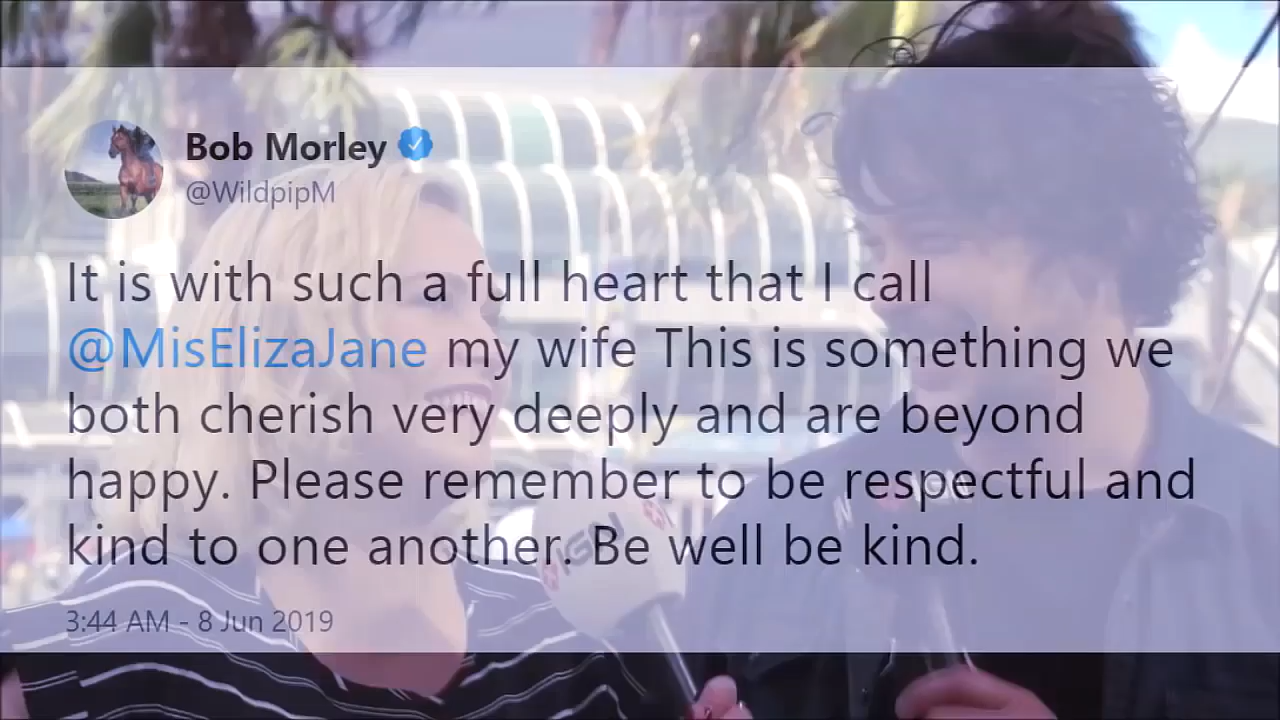 Bob Morley
@WildpipM
It is with such a full heart that I call
@MisElizaJane my wife This is something we
both cherish very deeply and are beyond
happy. Please remember to be respectful and
kind to one another. Be well be kind.
3:44 AM - 8 Jun 2019
IGN
IGN